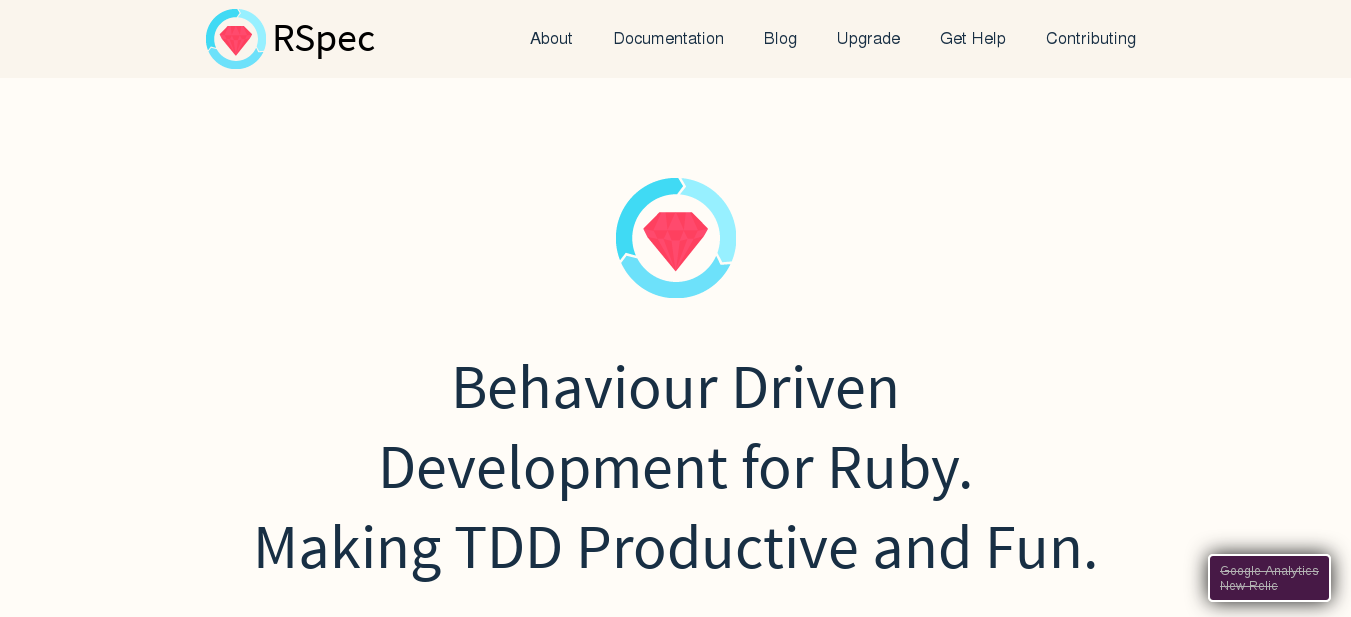 RSpec
About Documentation Blog Upgrade Get Help Contributing
Behaviour Driven
Development for Ruby.
Making TDD Productive and Fun.
Google Analytics
New Relic